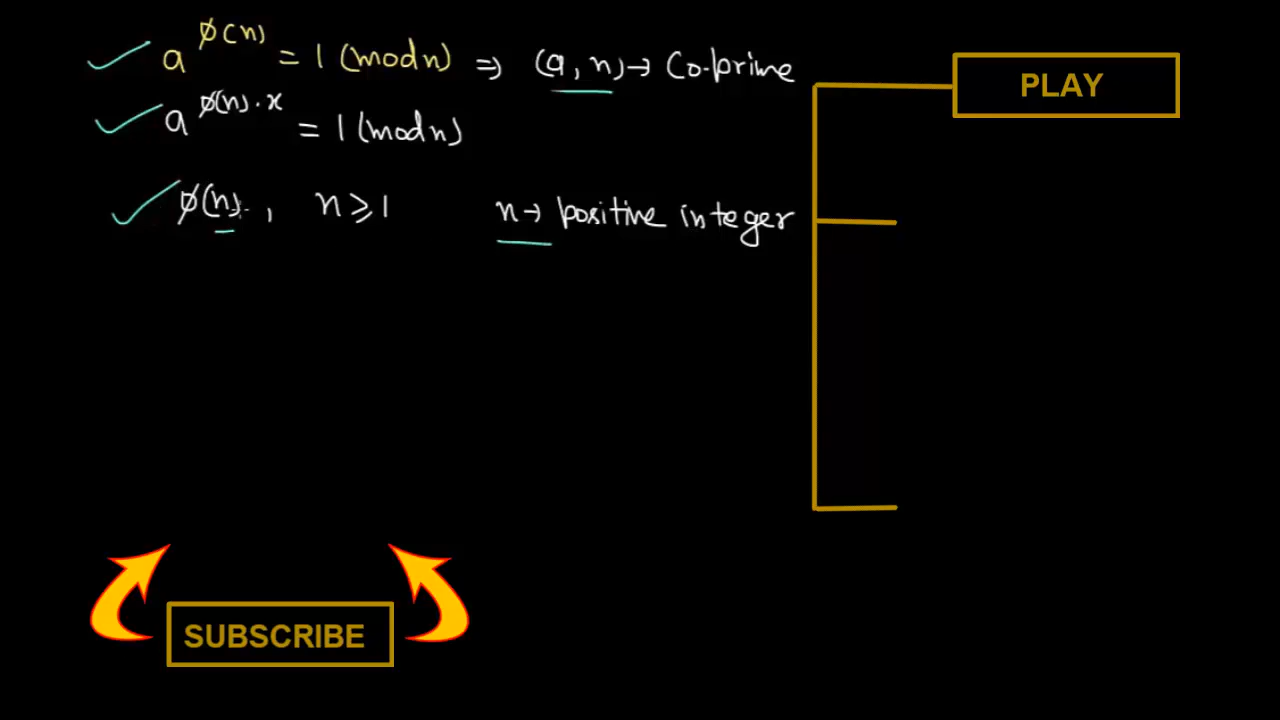 a^ϕ(n) = 1 (mod n) ⇒ (a, n) → Co-prime
a^ϕ(n)·x = 1 (mod n)
ϕ(n), n ⩾ 1 n → positive integer
PLAY
SUBSCRIBE